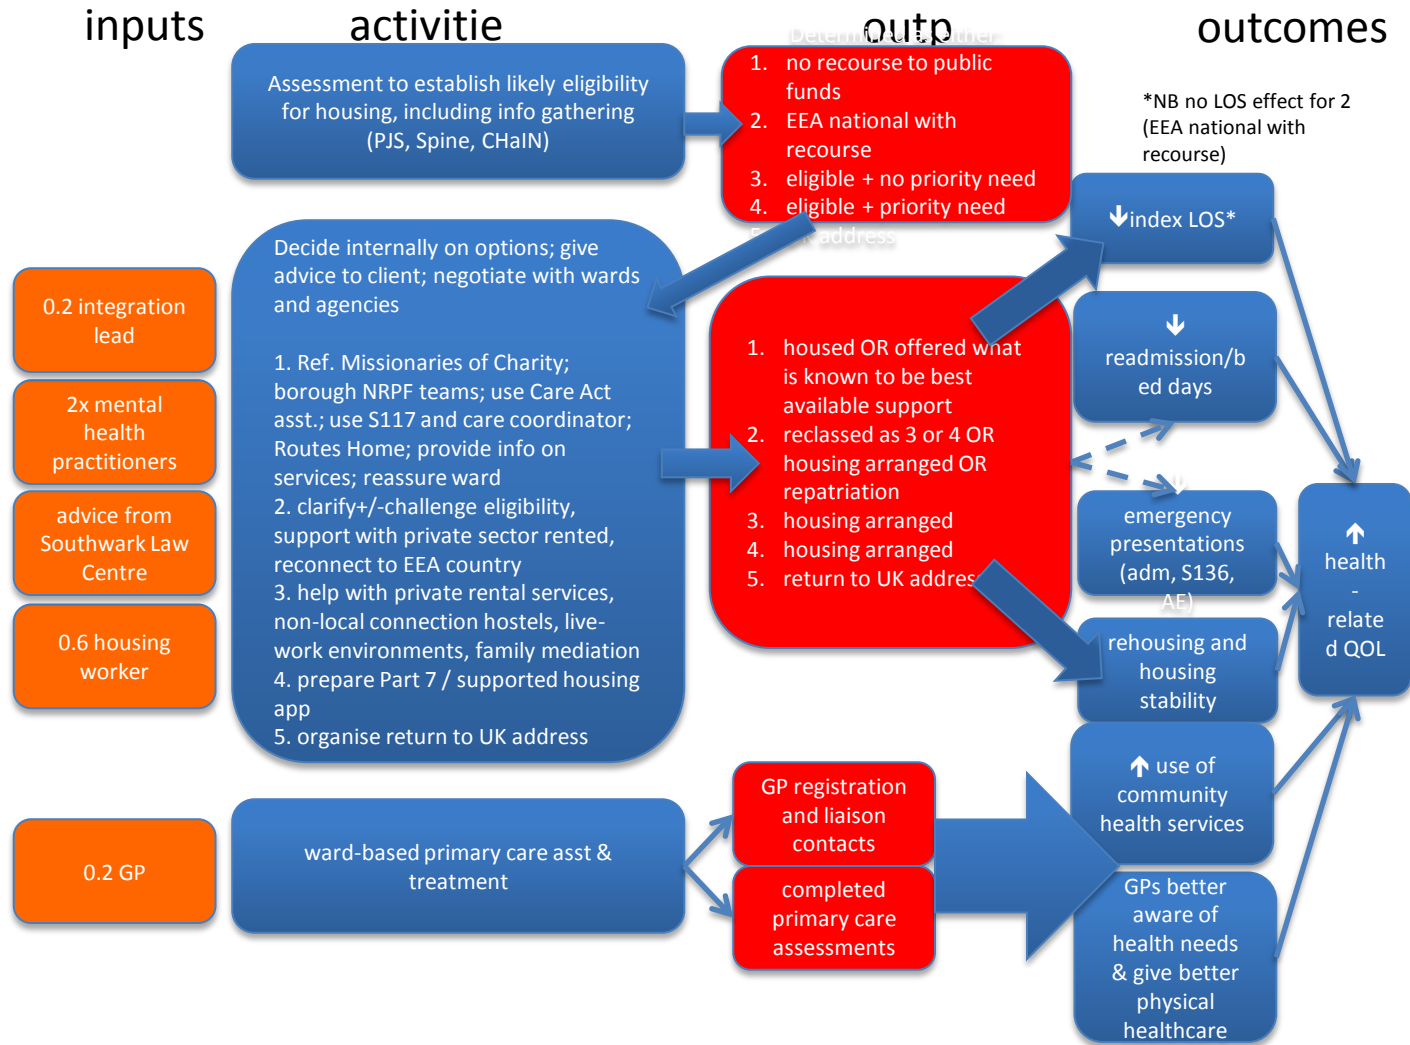 inputs
activitie
outp
outcomes
Assessment to establish likely eligibility
for housing, including info gathering
(PJS, Spine, CHaIN)
Determined as either
1. no recourse to public
funds
2. EEA national with
recourse
3. eligible + no priority need
4. eligible + priority need
5. UK address
*NB no LOS effect for 2
(EEA national with
recourse)
0.2 integration
lead
2x mental
health
practitioners
advice from
Southwark Law
Centre
0.6 housing
worker
0.2 GP
Decide internally on options; give
advice to client; negotiate with wards
and agencies
1. Ref. Missionaries of Charity;
borough NRPF teams; use Care Act
asst.; use S117 and care coordinator;
Routes Home; provide info on
services; reassure ward
2. clarify+/-challenge eligibility,
support with private sector rented,
reconnect to EEA country
3. help with private rental services,
non-local connection hostels, live-
work environments, family mediation
4. prepare Part 7 / supported housing
app
5. organise return to UK address
ward-based primary care asst &
treatment
1. housed OR offered what
is known to be best
available support
2. reclassed as 3 or 4 OR
housing arranged OR
repatriation
3. housing arranged
4. housing arranged
5. return to UK address
GP registration
and liaison
contacts
completed
primary care
assessments
↓index LOS*
↓
readmission/b
ed days
↓
emergency
presentations
(adm, S136,
AE)
rehousing and
housing
stability
↑ use of
community
health services
GPs better
aware of
health needs
& give better
physical
healthcare
↑
health
-
relate
d QOL